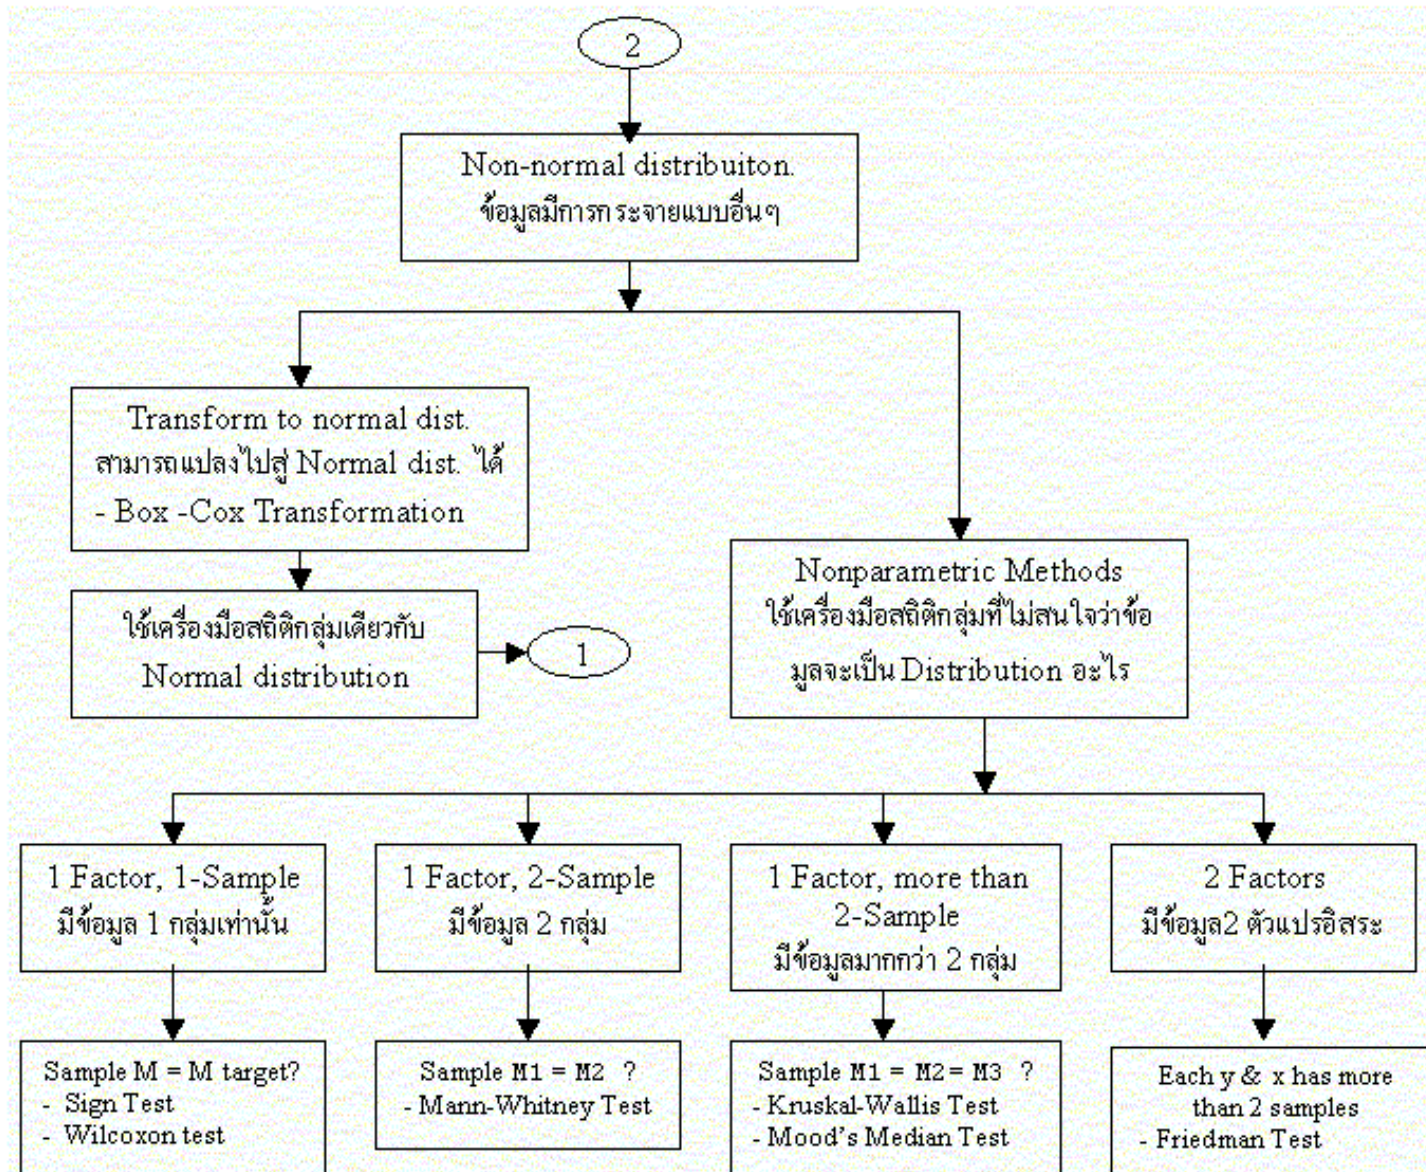 2
Non-normal distribuiton.
ข้อมูลมีการกระจายแบบอื่นๆ
Transform to normal dist.
สามารถแปลงไปสู่ Normal dist. ได้
- Box -Cox Transformation
ใช้เครื่องมือสถิติกลุ่มเดียวกับ
Normal distribution
1
Nonparametric Methods
ใช้เครื่องมือสถิติกลุ่มที่ไม่สนใจว่าข้อ
มูลจะเป็น Distribution อะไร
1 Factor, 1-Sample
มีข้อมูล 1 กลุ่มเท่านั้น
1 Factor, 2-Sample
มีข้อมูล 2 กลุ่ม
1 Factor, more than
2-Sample
มีข้อมูลมากกว่า 2 กลุ่ม
2 Factors
มีข้อมูล2 ตัวแปรอิสระ
Sample M = M target?
- Sign Test
- Wilcoxon test
Sample M1 = M2 ?
- Mann-Whitney Test
Sample M1 = M2 = M3 ?
- Kruskal-Wallis Test
- Mood's Median Test
Each y & x has more
than 2 samples
- Friedman Test